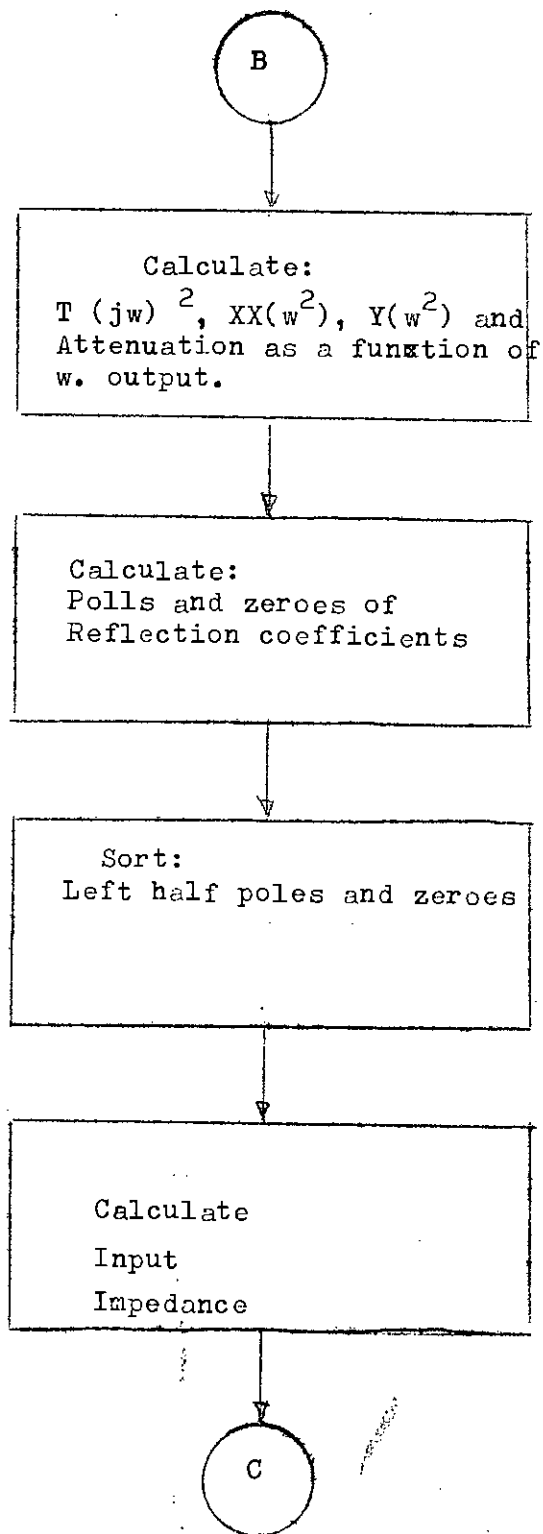 B
Calculate:
T (jw) ², XX(w²), Y(w²) and
Attenuation as a funxtion of
w. output.
Calculate:
Polls and zeroes of
Reflection coefficients
Sort:
Left half poles and zeroes
Calculate
Input
Impedance
C